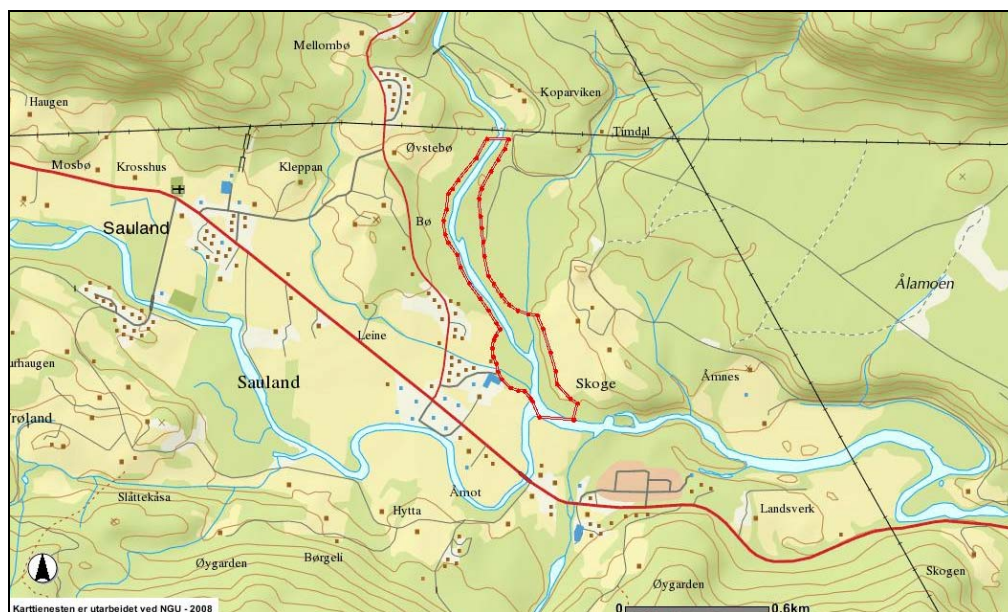 Mellombø
Haugen
Koparviken
Timdal
Øvstebø
Mosbø
Krosshus
Kleppan
Bø
Sauland
Ålamoen
Leine
Sauland
Skoge
Åmnes
urhaugen
røland
Slåttekåsa
Årnot
Hytta
Landsverk
Øygarden
Børgeli
Skogen
Øygarden
Karttjenesten er utarbeidet ved NGU - 2008
0 0.6km